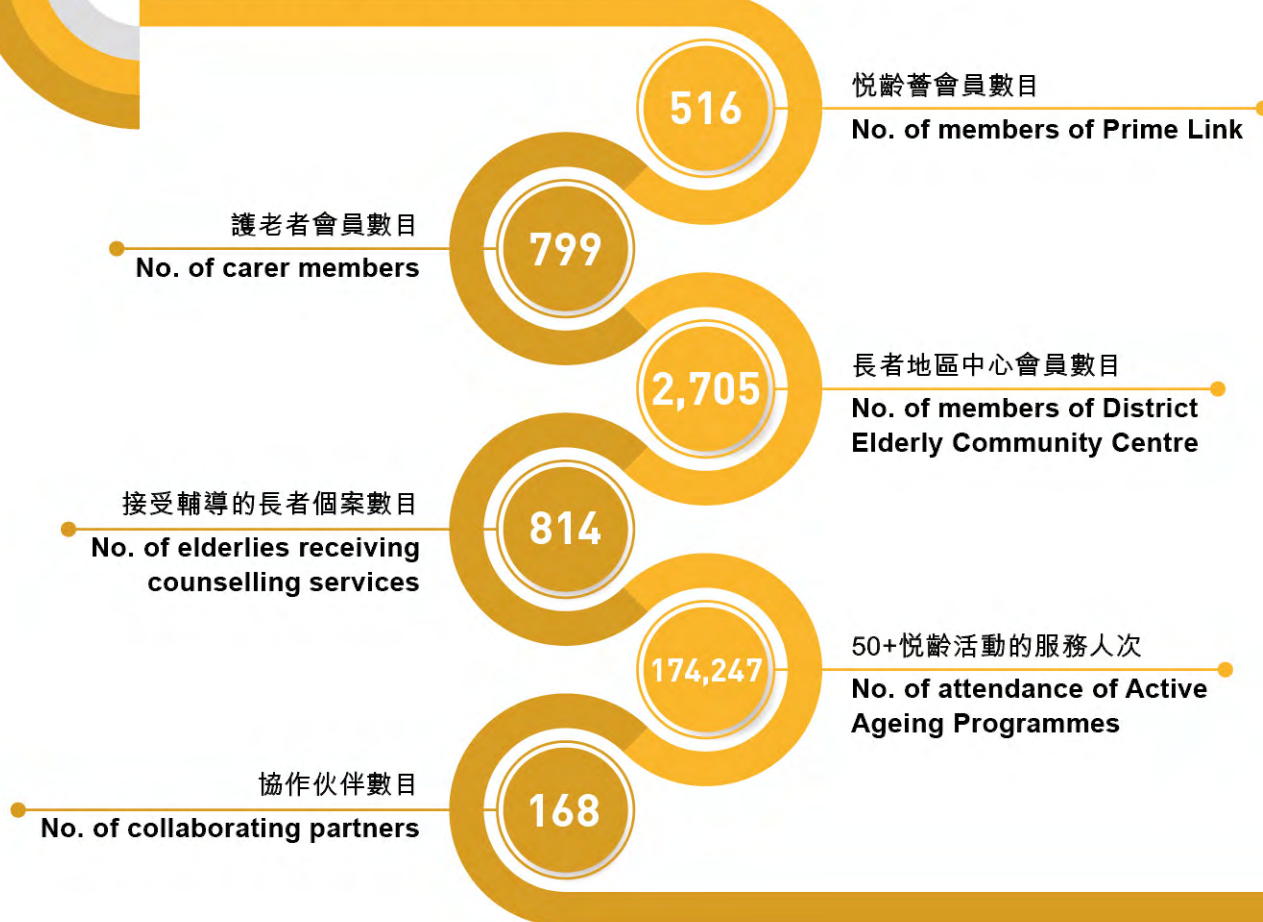 516
悦齡薈會員數目
No. of members of Prime Link
護老者會員數目
No. of carer members
799
2,705
長者地區中心會員數目
No. of members of District
Elderly Community Centre
接受輔導的長者個案數目
No. of elderlies receiving
counselling services
814
174,247
50+悦齡活動的服務人次
No. of attendance of Active
Ageing Programmes
協作伙伴數目
No. of collaborating partners
168